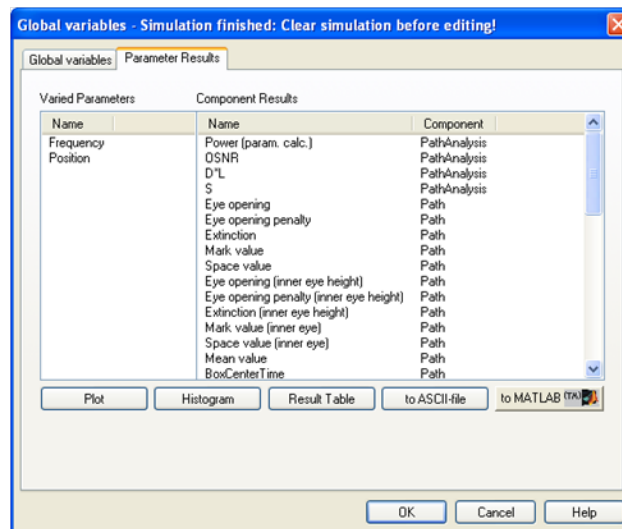 Global variables - Simulation finished: Clear simulation before editing!
Global variables Parameter Results
Varied Parameters Component Results
Name Name Component
Frequency Power (param. calc.) PathAnalysis
Position OSNR PathAnalysis
D*L PathAnalysis
S PathAnalysis
Eye opening Path
Eye opening penalty Path
Extinction Path
Mark value Path
Space value Path
Eye opening (inner eye height) Path
Eye opening penalty (inner eye height) Path
Extinction (inner eye height) Path
Mark value (inner eye) Path
Space value (inner eye) Path
Mean value Path
BoxCenterTime Path
Plot Histogram Result Table to ASCII-file to MATLAB (TM)
OK Cancel Help